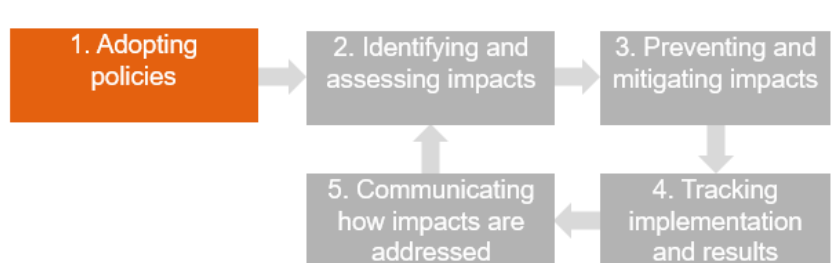 1. Adopting
policies
2. Identifying and
assessing impacts
3. Preventing and
mitigating impacts
5. Communicating
how impacts are
addressed
4. Tracking
implementation
and results